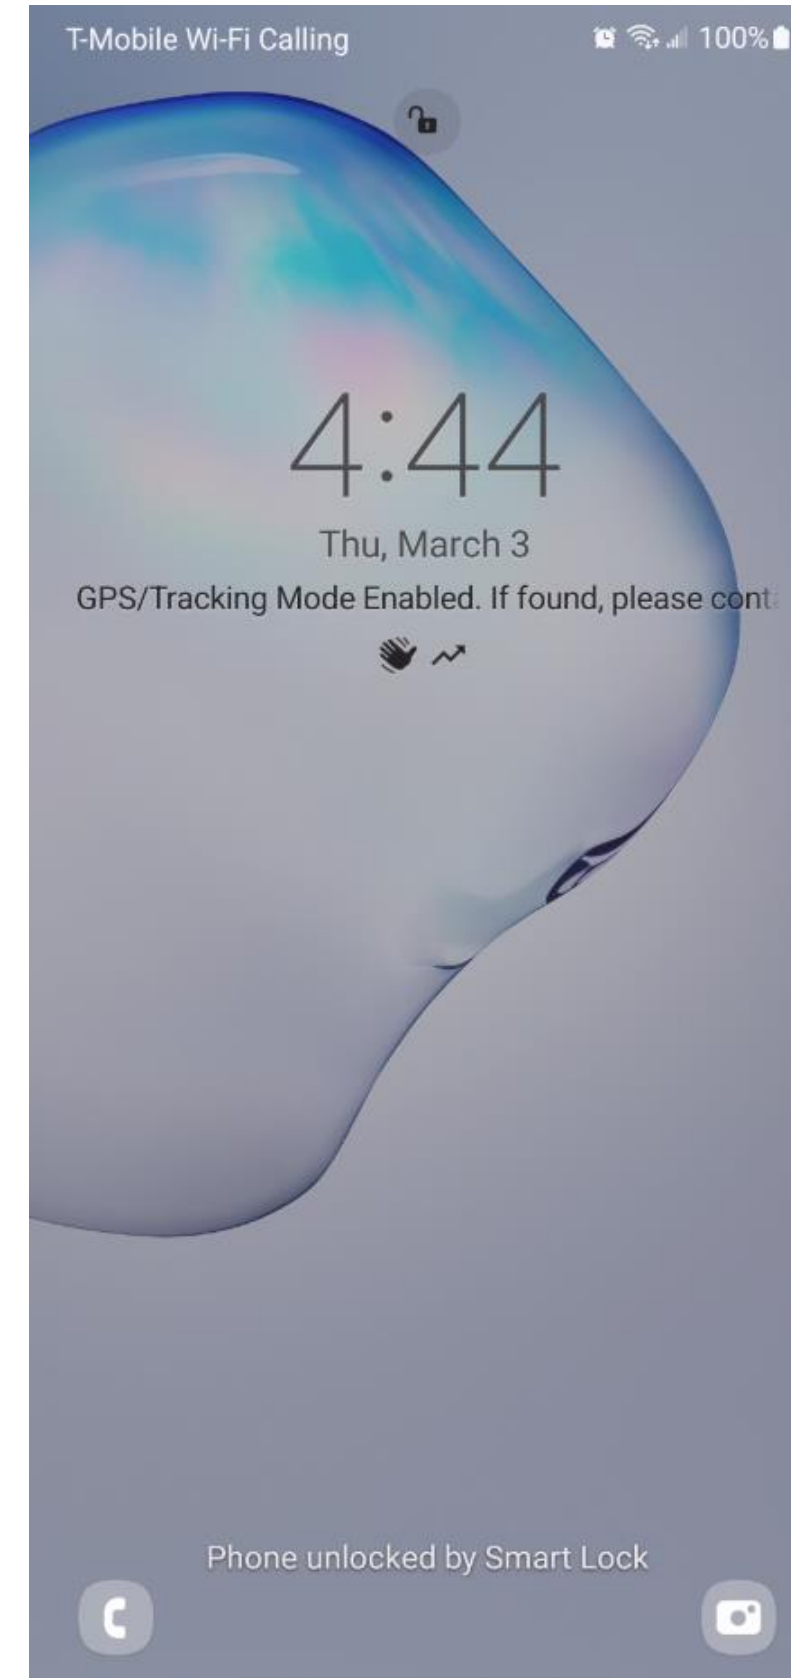 T-Mobile Wi-Fi Calling 100%
4:44
Thu, March 3
GPS/Tracking Mode Enabled. If found, please cont
Phone unlocked by Smart Lock